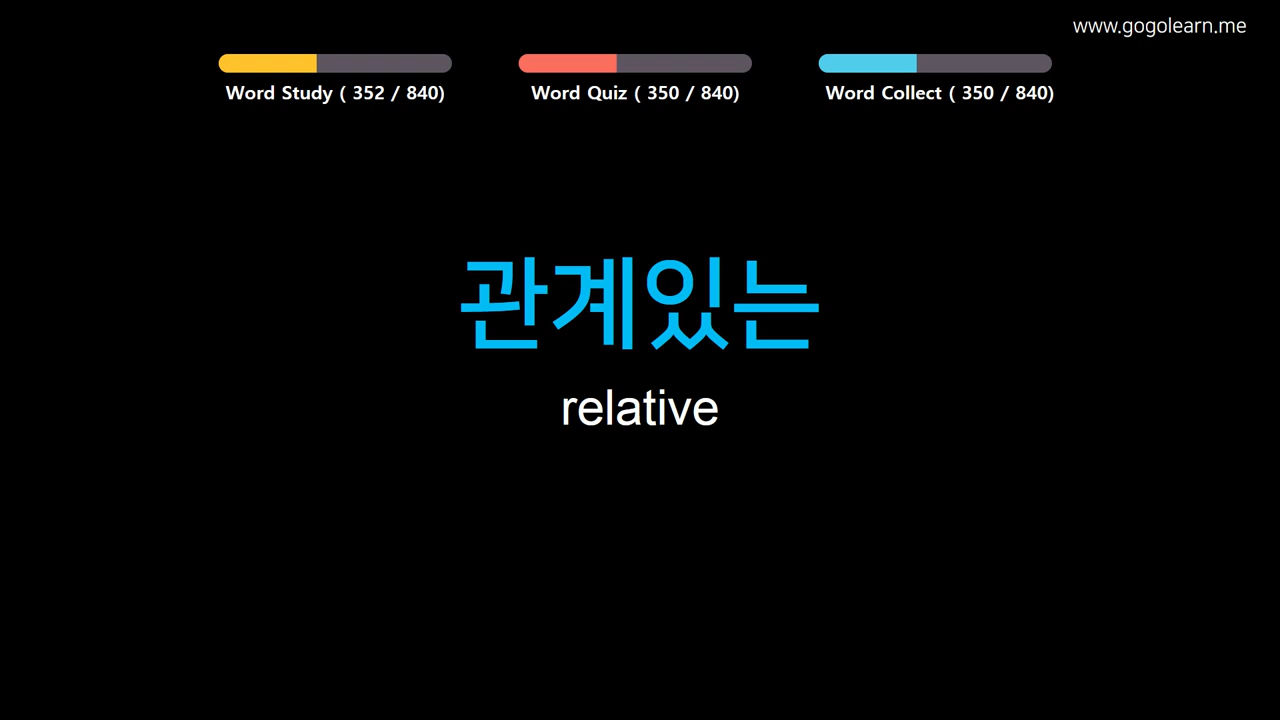 www.gogolearn.me
Word Study ( 352 / 840)
Word Quiz ( 350 / 840)
Word Collect ( 350 / 840)
관계있는
relative